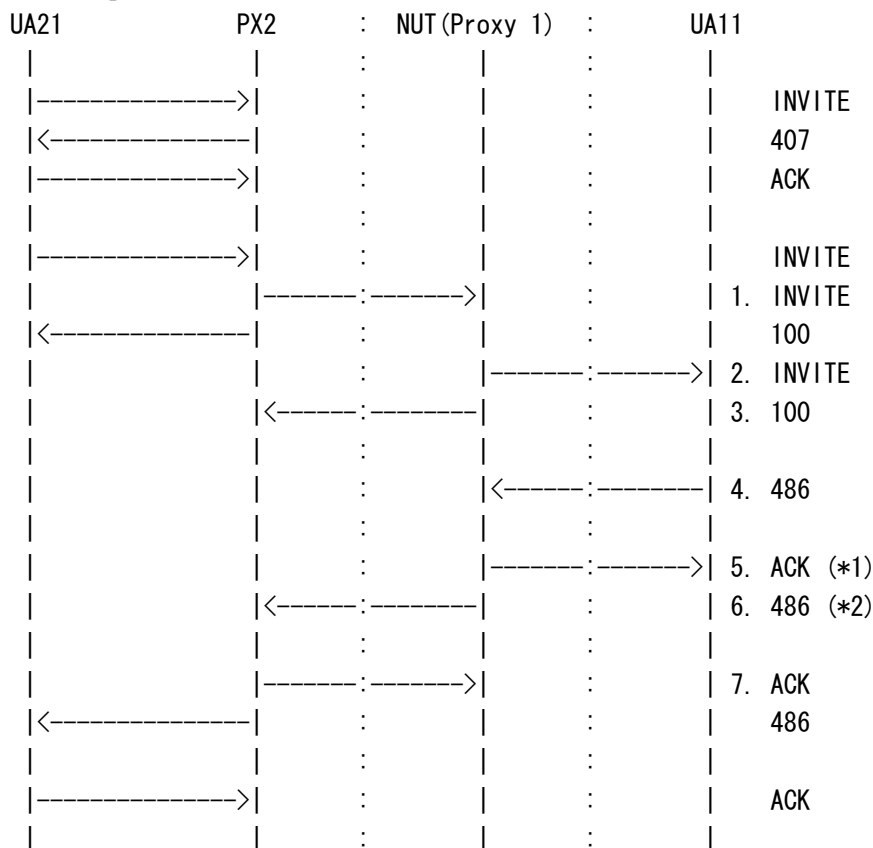 UA21 PX2 : NUT(Proxy 1) : UA11
| | : | : |
|--------------->| : | : | INVITE
|<---------------| : | : | 407
|--------------->| : | : | ACK
| | : | : |
|--------------->| : | : | INVITE
| |------:------>| : | 1. INVITE
|<---------------| : | : | 100
| | : |------:------>| 2. INVITE
| |<-----:-------| : | 3. 100
| | : | : |
| | : |<-----:-------| 4. 486
| | : | : |
| | : |------:------>| 5. ACK (*1)
| |<-----:-------| : | 6. 486 (*2)
| | : | : |
| |------:------>| : | 7. ACK
|<---------------| : | : | 486
| | : | : |
|--------------->| : | : | ACK
| | : | : |